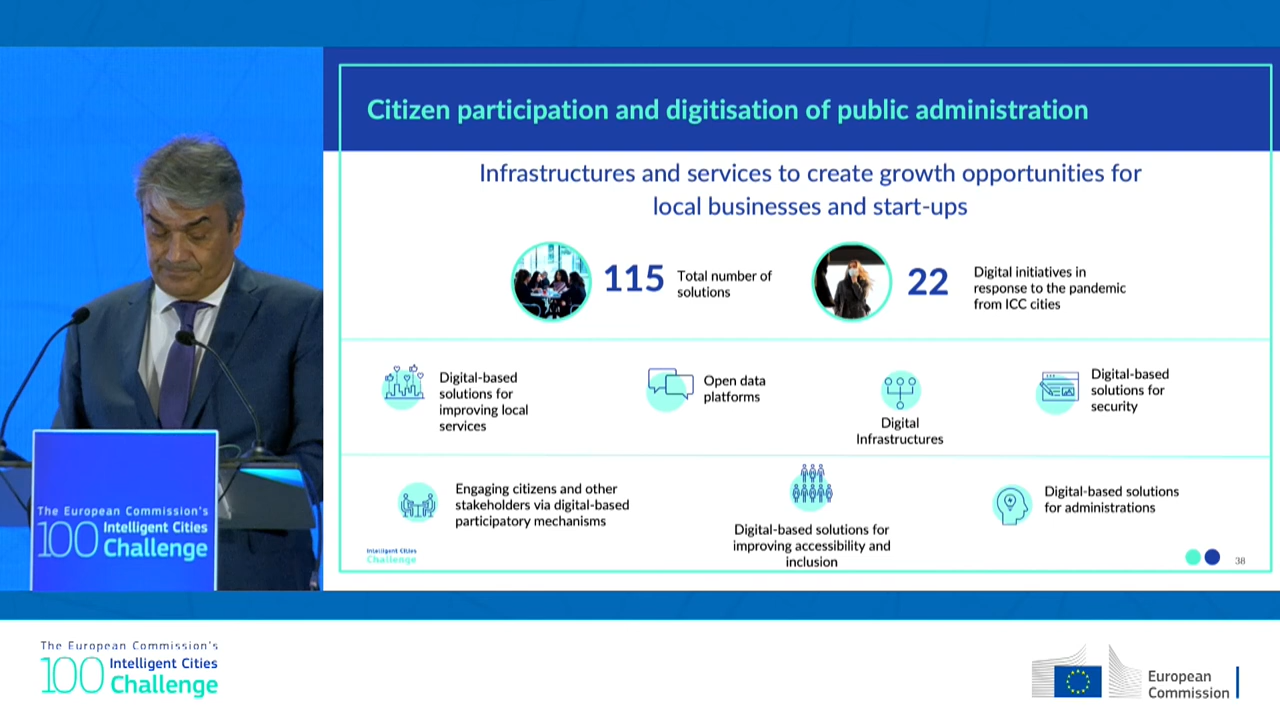 Citizen participation and digitisation of public administration
Infrastructures and services to create growth opportunities for
local businesses and start-ups
115
Total number of
solutions
22
Digital initiatives in
response to the pandemic
from ICC cities
Digital-based
solutions for
improving local
services
Open data
platforms
Digital
Infrastructures
Digital-based
solutions for
security
Engaging citizens and other
stakeholders via digital-based
participatory mechanisms
Digital-based solutions for
improving accessibility and
inclusion
Digital-based solutions
for administrations
Intelligent Cities
Challenge
38
The European Commission's
100 Intelligent Cities
Challenge
The European Commission's
100 Intelligent Cities
Challenge
European
Commission